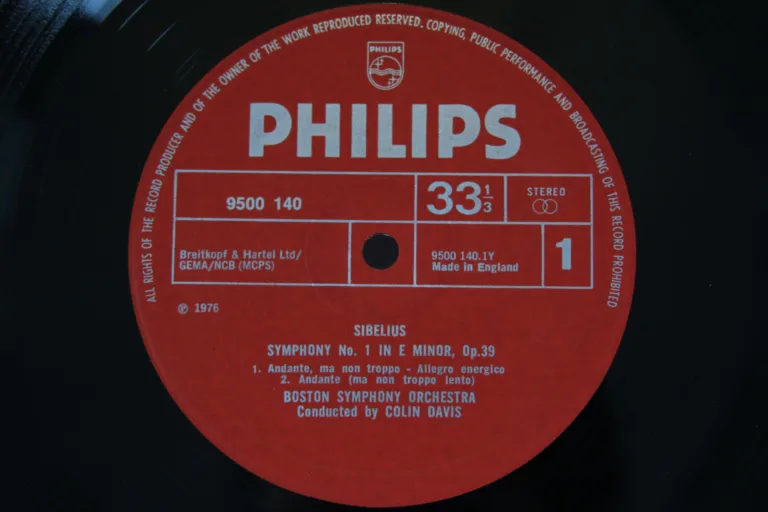 ALL RIGHTS OF THE RECORD PRODUCER AND OF THE OWNER OF THE WORK REPRODUCED RESERVED. COPYING, PUBLIC PERFORMANCE AND BROADCASTING OF THIS RECORD PROHIBITED
PHILIPS
PHILIPS
9500 140
33 1/3
STEREO
Breitkopf & Hartel Ltd/
GEMA/NCB (MCPS)
9500 140.1Y
Made in England
1
℗ 1976
SIBELIUS
SYMPHONY No. 1 IN E MINOR, Op.39
1. Andante, ma non troppo - Allegro energico
2. Andante (ma non troppo lento)
BOSTON SYMPHONY ORCHESTRA
Conducted by COLIN DAVIS